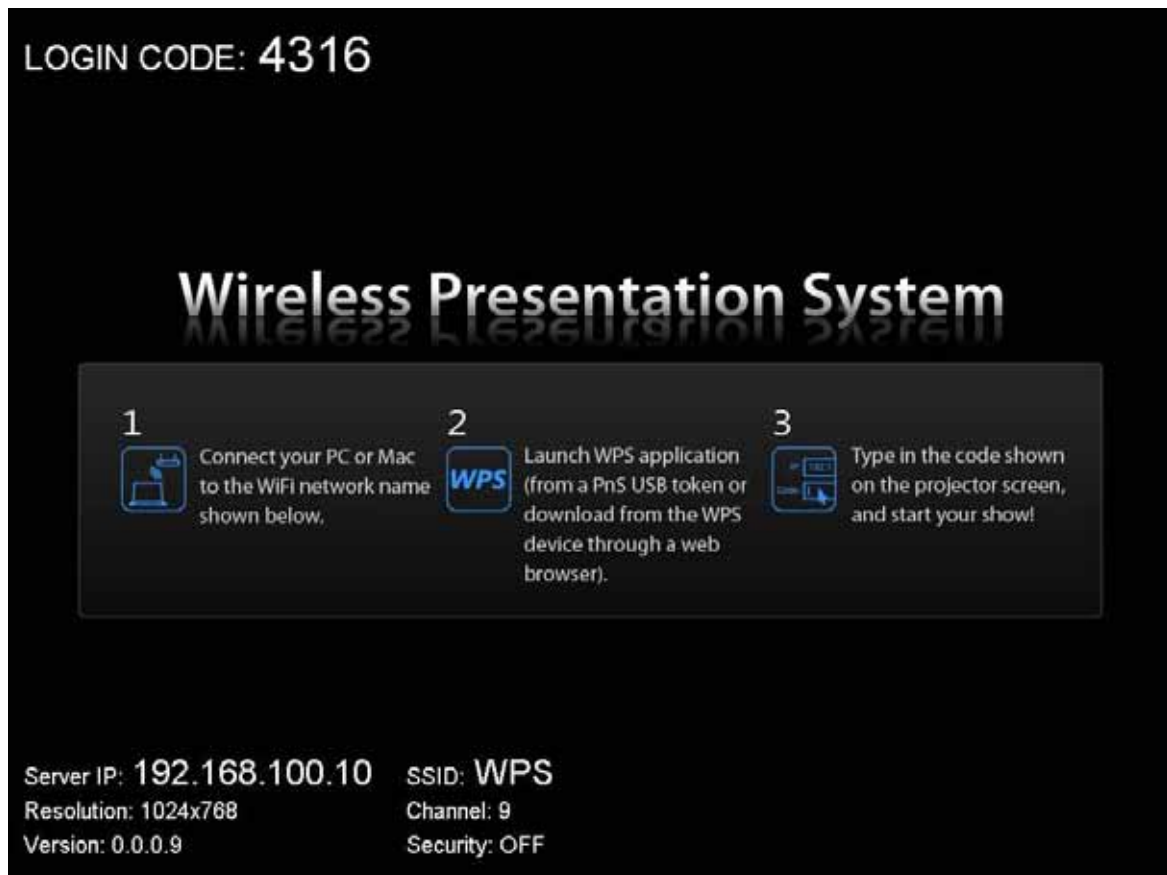 LOGIN CODE: 4316
Wireless Presentation System
1
Connect your PC or Mac
to the WiFi network name
shown below.
2
WPS
Launch WPS application
(from a PnS USB token or
download from the WPS
device through a web
browser).
3
Type in the code shown
on the projector screen,
and start your show!
Server IP: 192.168.100.10
Resolution: 1024x768
Version: 0.0.0.9
SSID: WPS
Channel: 9
Security: OFF